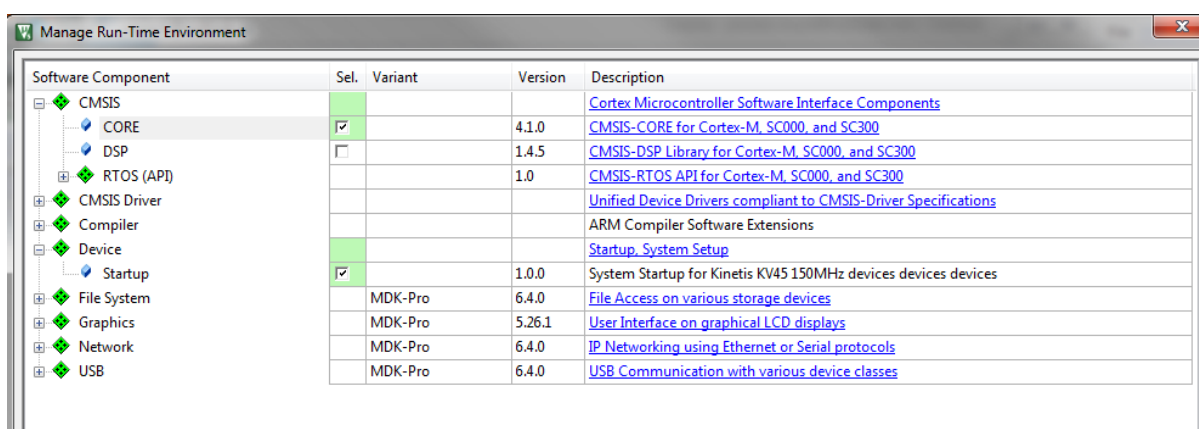 Manage Run-Time Environment
Software Component Sel. Variant Version Description
CMSIS Cortex Microcontroller Software Interface Components
CORE 4.1.0 CMSIS-CORE for Cortex-M, SC000, and SC300
DSP 1.4.5 CMSIS-DSP Library for Cortex-M, SC000, and SC300
RTOS (API) 1.0 CMSIS-RTOS API for Cortex-M, SC000, and SC300
CMSIS Driver Unified Device Drivers compliant to CMSIS-Driver Specifications
Compiler ARM Compiler Software Extensions
Device Startup, System Setup
Startup 1.0.0 System Startup for Kinetis KV45 150MHz devices devices devices
File System MDK-Pro 6.4.0 File Access on various storage devices
Graphics MDK-Pro 5.26.1 User Interface on graphical LCD displays
Network MDK-Pro 6.4.0 IP Networking using Ethernet or Serial protocols
USB MDK-Pro 6.4.0 USB Communication with various device classes